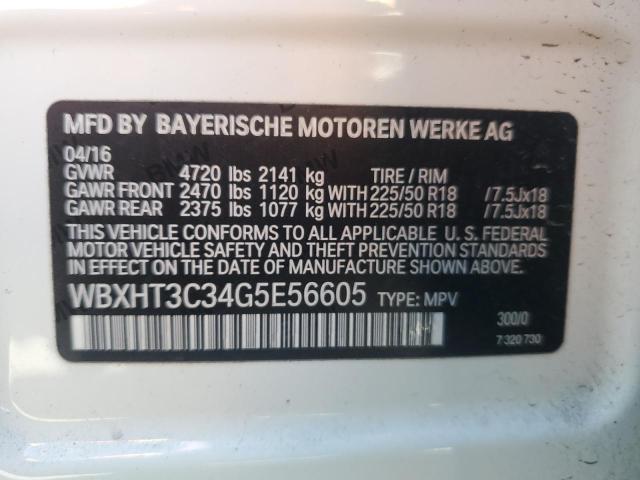 MFD BY BAYERISCHE MOTOREN WERKE AG
04/16
GVWR 4720 lbs 2141 kg TIRE / RIM
GAWR FRONT 2470 lbs 1120 kg WITH 225/50 R18 /7.5Jx18
GAWR REAR 2375 lbs 1077 kg WITH 225/50 R18 /7.5Jx18
THIS VEHICLE CONFORMS TO ALL APPLICABLE U. S. FEDERAL
MOTOR VEHICLE SAFETY AND THEFT PREVENTION STANDARDS
IN EFFECT ON THE DATE OF MANUFACTURE SHOWN ABOVE.
WBXHT3C34G5E56605 TYPE: MPV
300/0
7 320 730